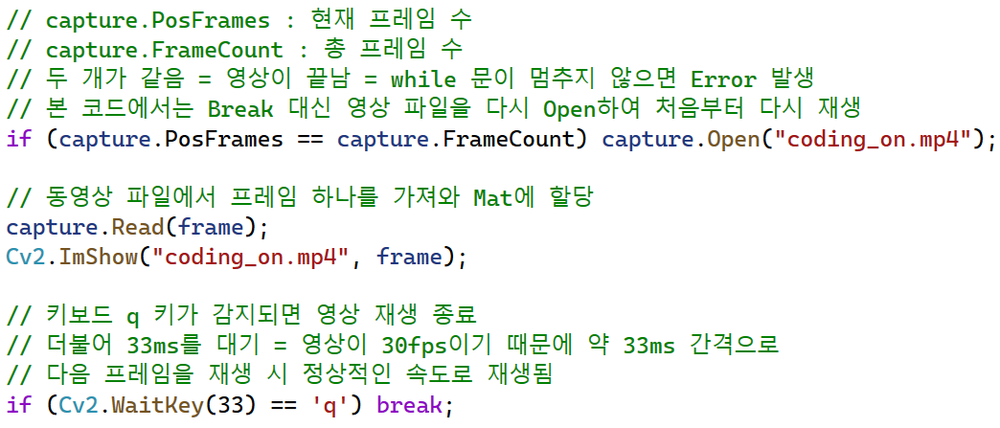 // capture.PosFrames : 현재 프레임 수
// capture.FrameCount : 총 프레임 수
// 두 개가 같음 = 영상이 끝남 = while 문이 멈추지 않으면 Error 발생
// 본 코드에서는 Break 대신 영상 파일을 다시 Open하여 처음부터 다시 재생
if (capture.PosFrames == capture.FrameCount) capture.Open("coding_on.mp4");
// 동영상 파일에서 프레임 하나를 가져와 Mat에 할당
capture.Read(frame);
Cv2.ImShow("coding_on.mp4", frame);
// 키보드 q 키가 감지되면 영상 재생 종료
// 더불어 33ms를 대기 = 영상이 30fps이기 때문에 약 33ms 간격으로
// 다음 프레임을 재생 시 정상적인 속도로 재생됨
if (Cv2.WaitKey(33) == 'q') break;